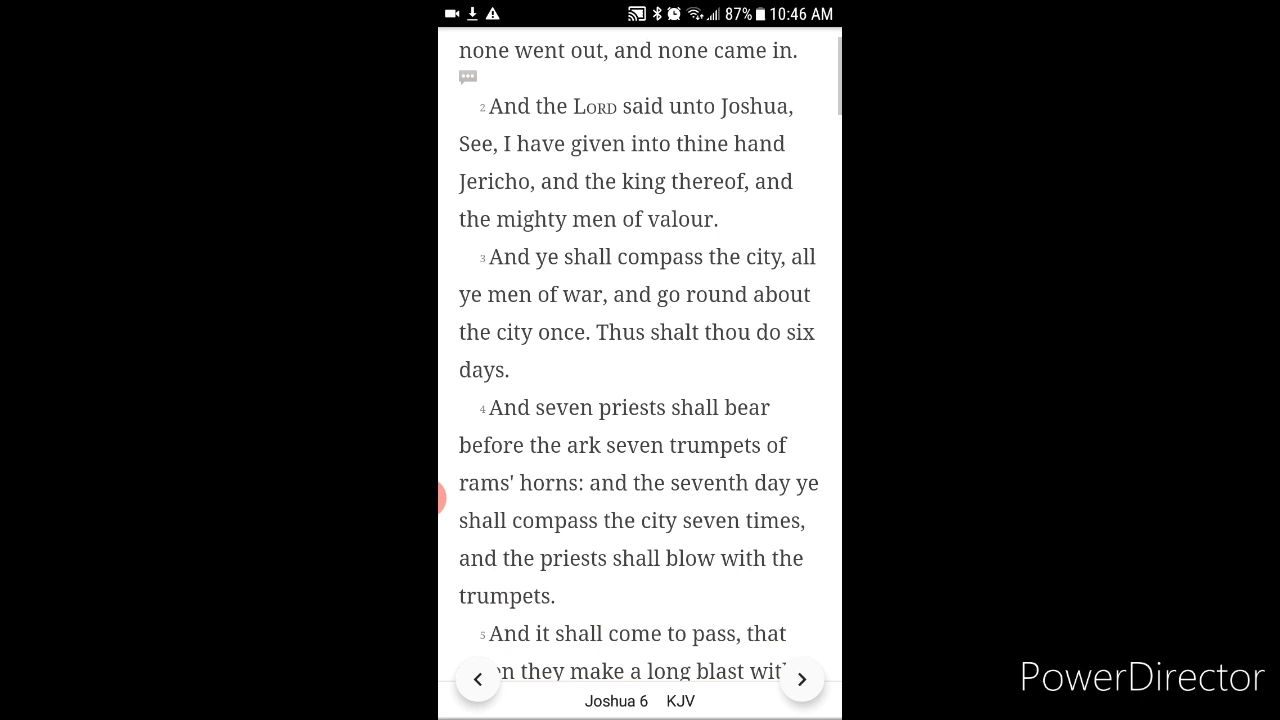 87% 10:46 AM
none went out, and none came in.
2 And the LORD said unto Joshua,
See, I have given into thine hand
Jericho, and the king thereof, and
the mighty men of valour.
3 And ye shall compass the city, all
ye men of war, and go round about
the city once. Thus shalt thou do six
days.
4 And seven priests shall bear
before the ark seven trumpets of
rams' horns: and the seventh day ye
shall compass the city seven times,
and the priests shall blow with the
trumpets.
5 And it shall come to pass, that
they make a long blast
Joshua 6 KJV
PowerDirector